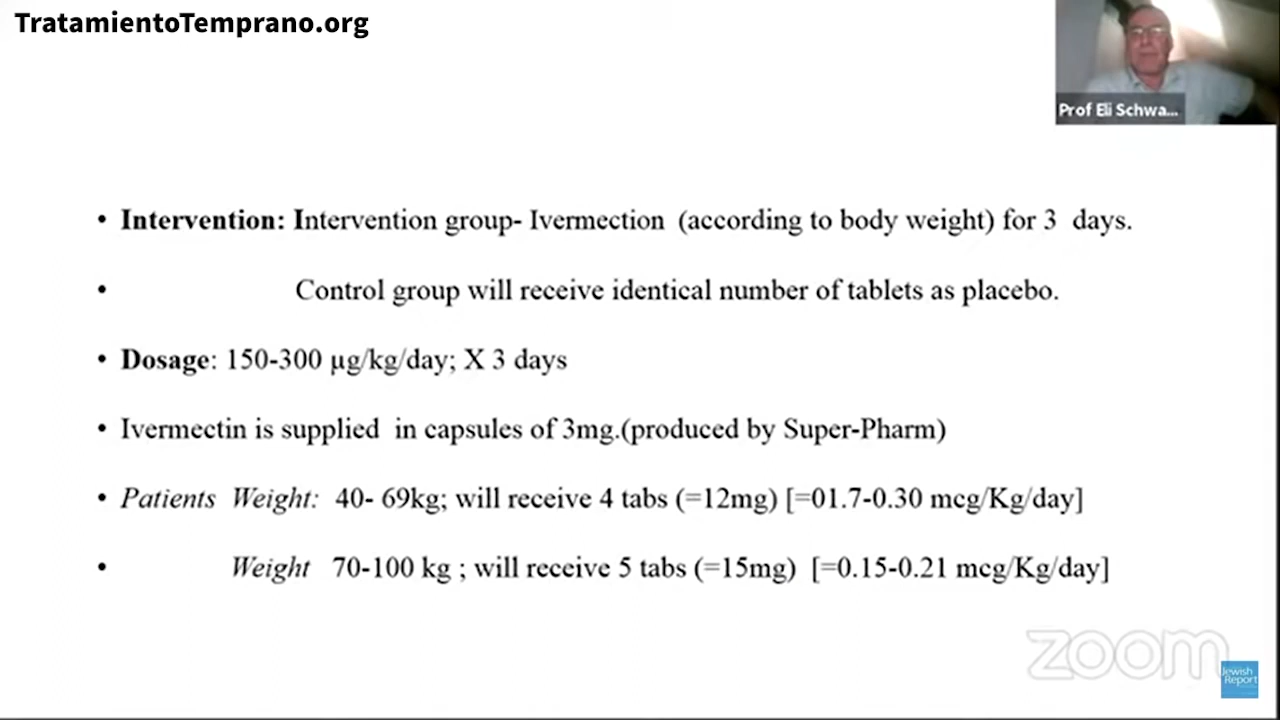 TratamientoTemprano.org
Prof Eli Schwa...
• Intervention: Intervention group- Ivermection (according to body weight) for 3 days.
• Control group will receive identical number of tablets as placebo.
• Dosage: 150-300 µg/kg/day; X 3 days
• Ivermectin is supplied in capsules of 3mg.(produced by Super-Pharm)
• Patients Weight: 40- 69kg; will receive 4 tabs (=12mg) [=01.7-0.30 mcg/Kg/day]
• Weight 70-100 kg ; will receive 5 tabs (=15mg) [=0.15-0.21 mcg/Kg/day]
zoom
Jewish
Report